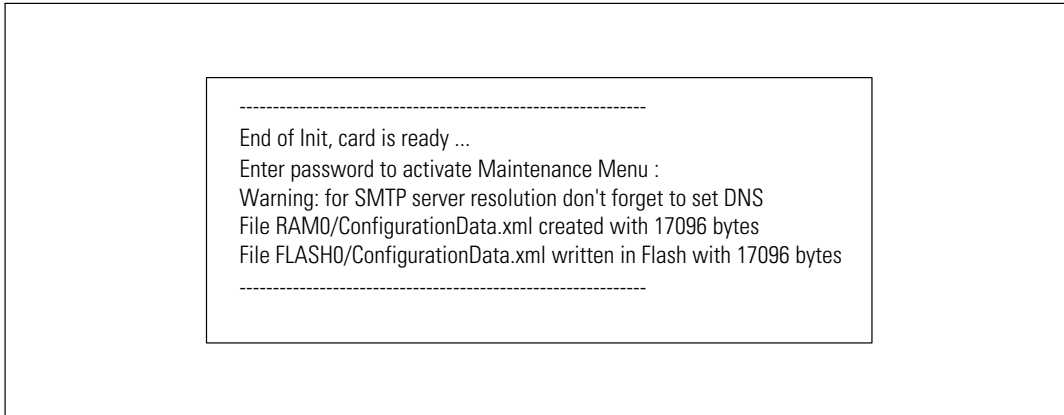 -------------------------------------------------------------
End of Init, card is ready ...
Enter password to activate Maintenance Menu :
Warning: for SMTP server resolution don't forget to set DNS
File RAM0/ConfigurationData.xml created with 17096 bytes
File FLASH0/ConfigurationData.xml written in Flash with 17096 bytes
-------------------------------------------------------------